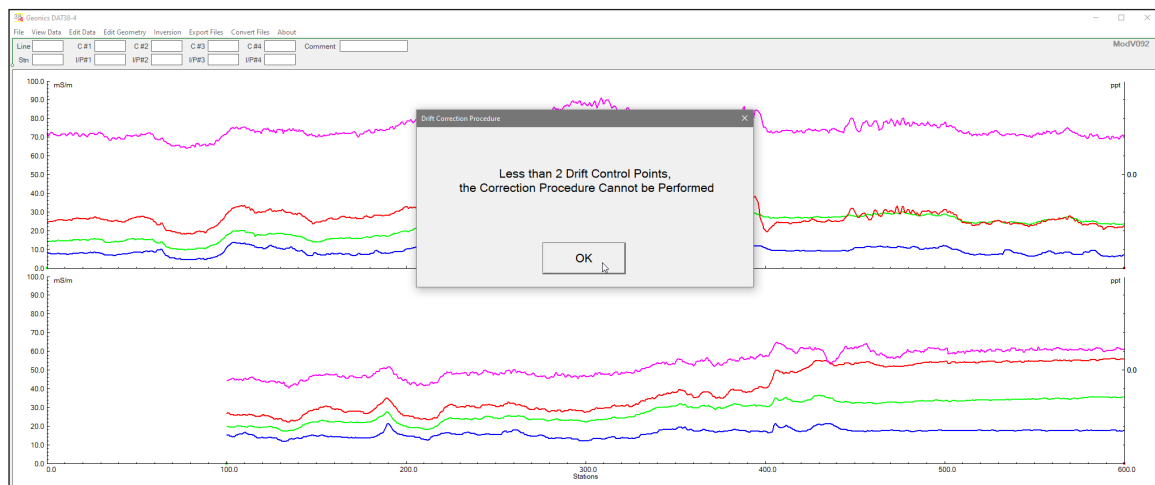 Geonics DAT38-4
File View Data Edit Data Edit Geometry Inversion Export Files Convert Files About
Line C #1 C #2 C #3 C #4 Comment ModV092
Stn I/P#1 I/P#2 I/P#3 I/P#4
100.0 mS/m ppt
90.0
80.0
70.0
60.0
50.0 0.0
40.0
30.0
20.0
10.0
0.0
Drift Correction Procedure
Less than 2 Drift Control Points,
the Correction Procedure Cannot be Performed
OK
100.0 mS/m ppt
90.0
80.0
70.0
60.0
50.0 0.0
40.0
30.0
20.0
10.0
0.0
0.0 100.0 200.0 300.0 400.0 500.0 600.0
Stations